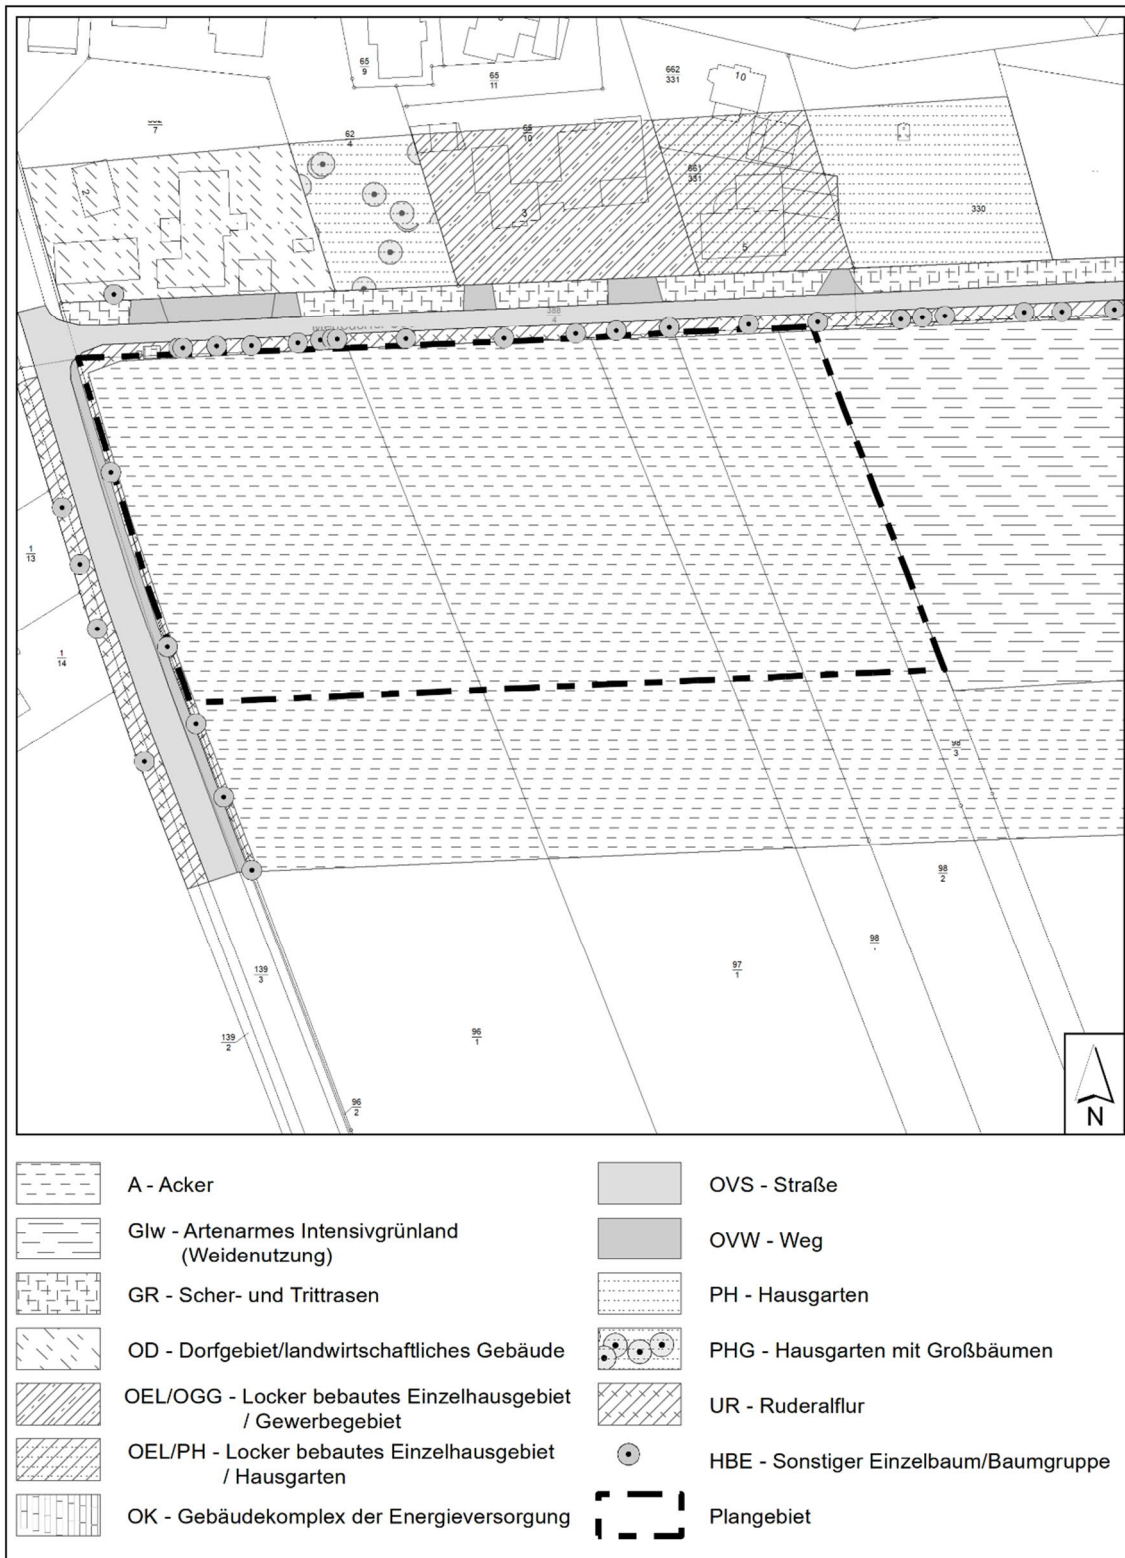 65
9
65
11
662
331
10
7
62
4
65
10
661
331
2
3
5
330
388
4
1
13
1
14
98
3
98
2
98
97
1
139
3
96
1
139
2
96
2
N
A - Acker
GIw - Artenarmes Intensivgrünland
(Weidenutzung)
GR - Scher- und Trittrasen
OD - Dorfgebiet/landwirtschaftliches Gebäude
OEL/OGG - Locker bebautes Einzelhausgebiet
/ Gewerbegebiet
OEL/PH - Locker bebautes Einzelhausgebiet
/ Hausgarten
OK - Gebäudekomplex der Energieversorgung
OVS - Straße
OVW - Weg
PH - Hausgarten
PHG - Hausgarten mit Großbäumen
UR - Ruderalflur
HBE - Sonstiger Einzelbaum/Baumgruppe
Plangebiet